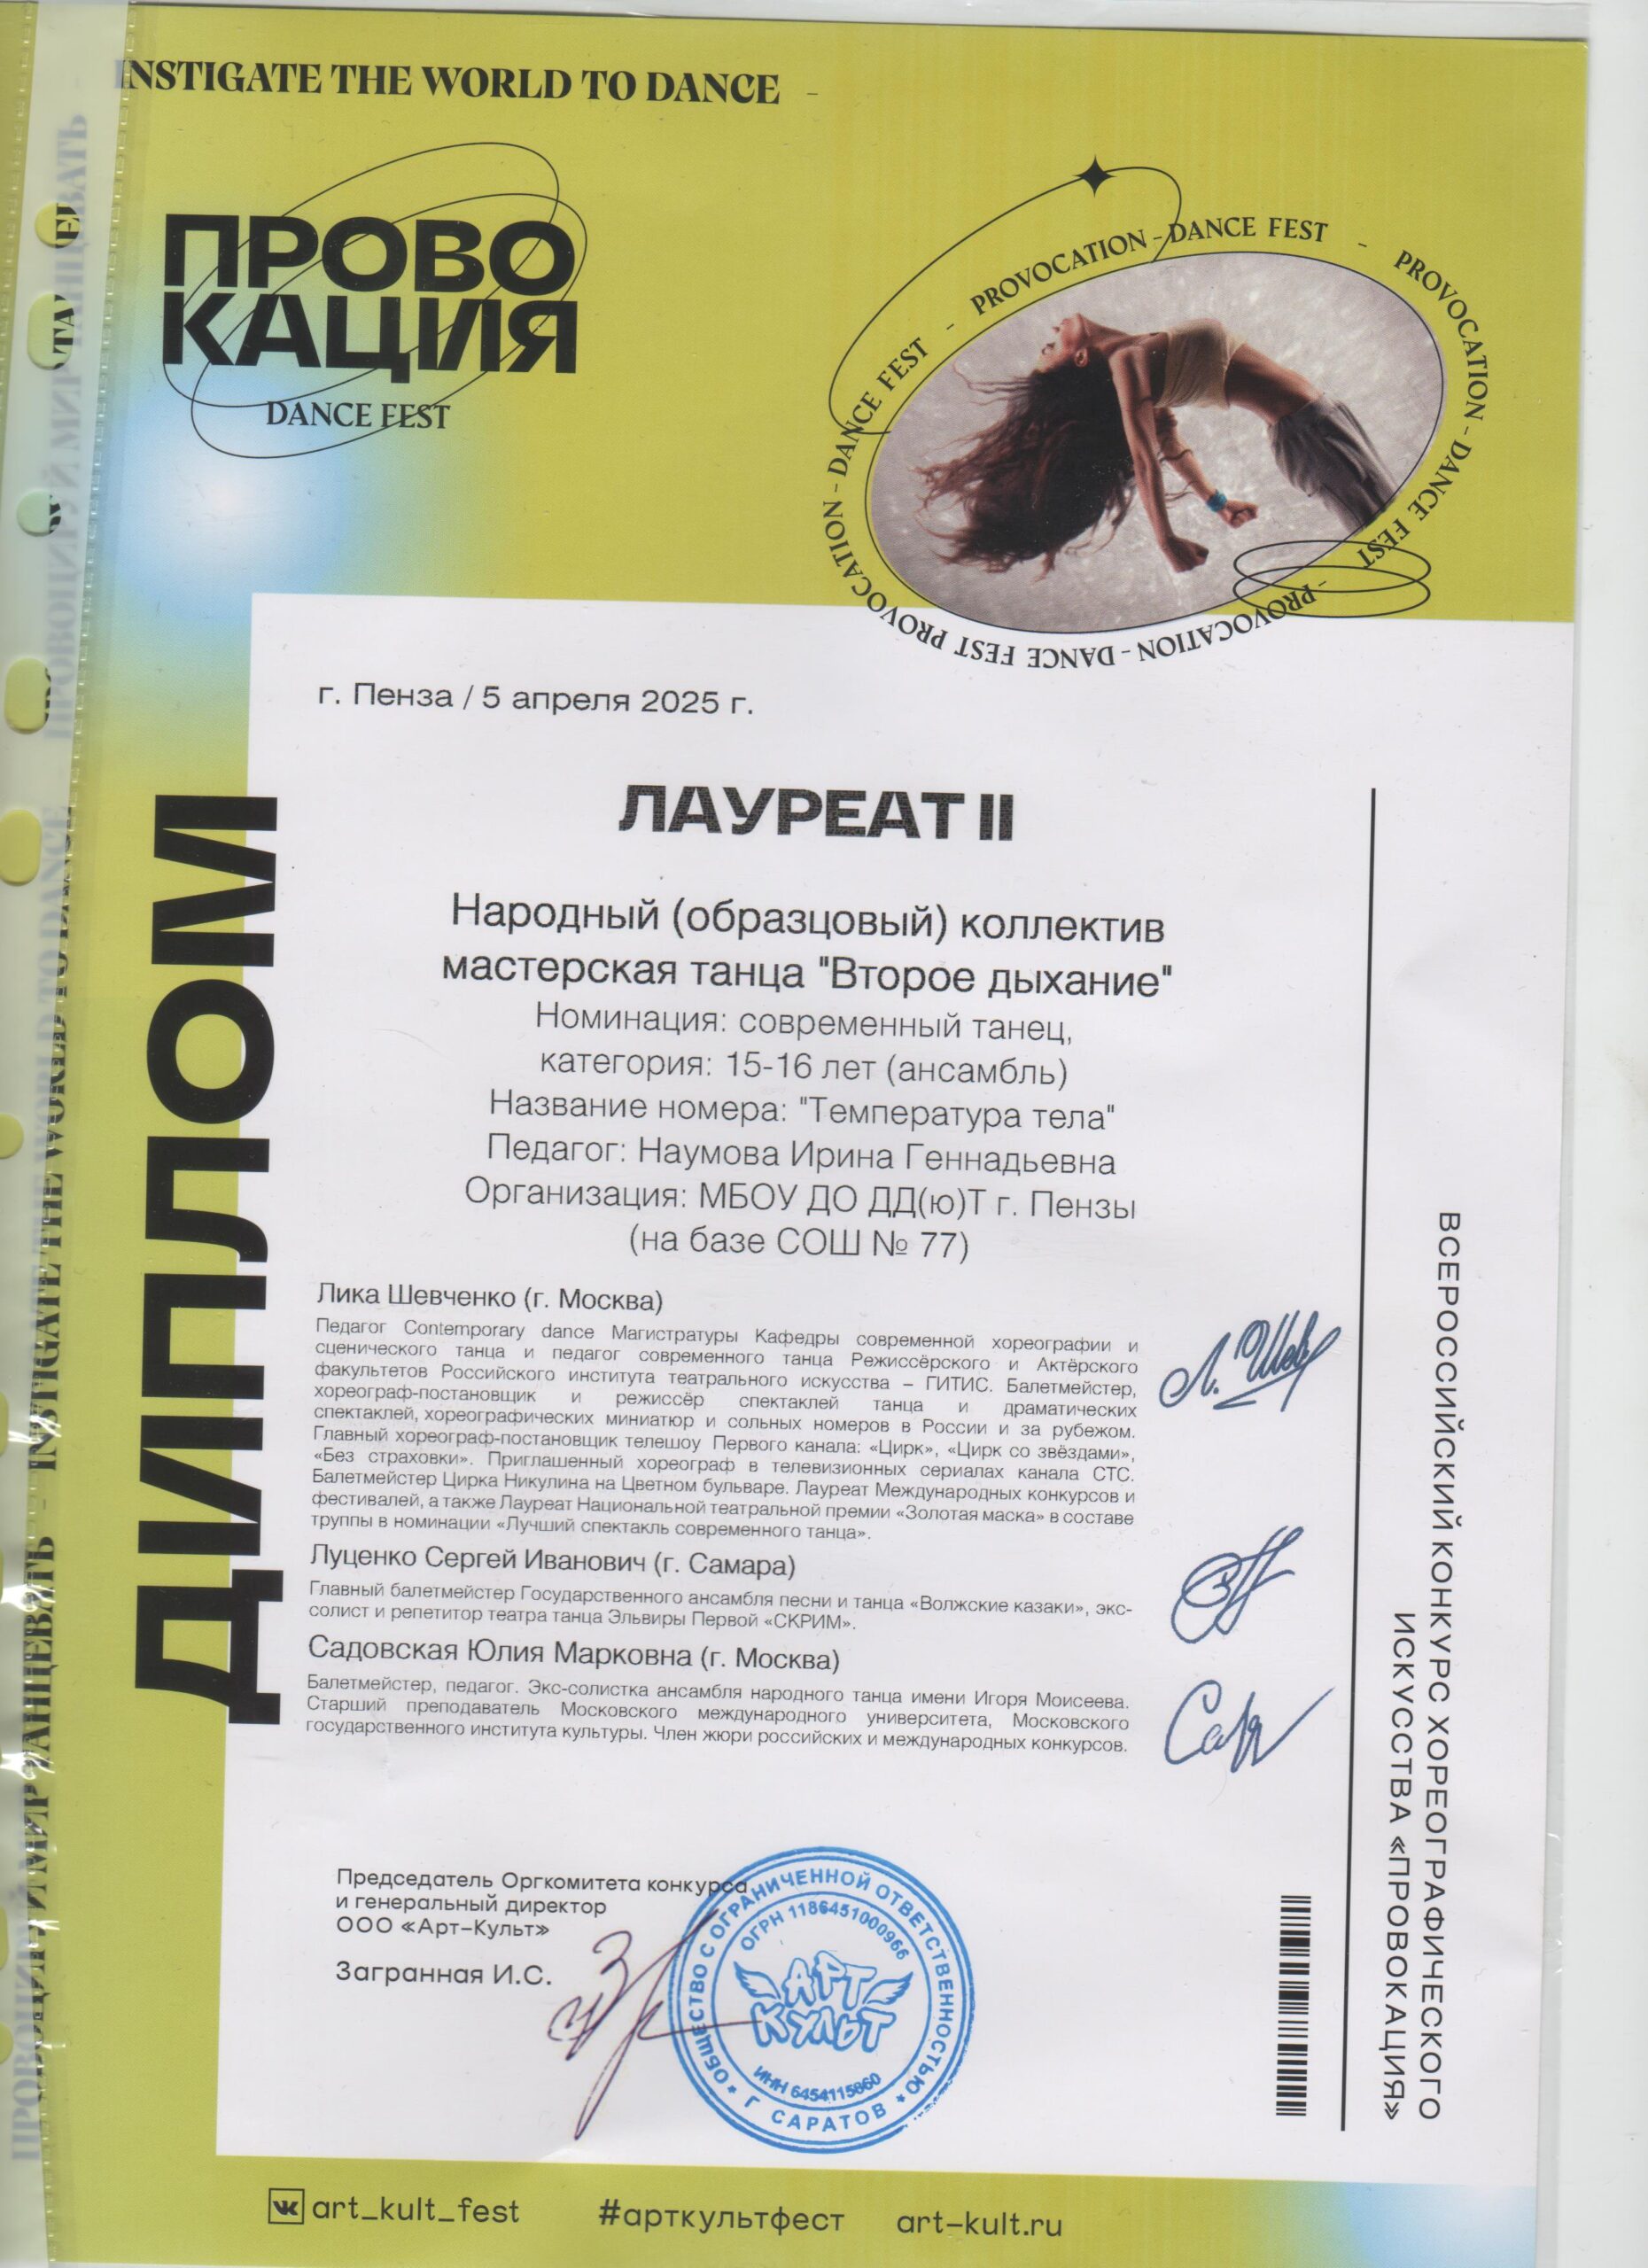 INSTIGATE THE WORLD TO DANCE -
ПРОВО
КАЦИЯ
DANCE FEST
PROVOCATION - DANCE FEST - PROVOCATION - DANCE FEST - PROVOCATION - DANCE FEST PROVOCATION - DANCE FEST -
г. Пенза / 5 апреля 2025 г.
ДИПЛОМ
ЛАУРЕАТ II
Народный (образцовый) коллектив
мастерская танца "Второе дыхание"
Номинация: современный танец,
категория: 15-16 лет (ансамбль)
Название номера: "Температура тела"
Педагог: Наумова Ирина Геннадьевна
Организация: МБОУ ДО ДД(ю)Т г. Пензы
(на базе СОШ № 77)
Лика Шевченко (г. Москва)
Педагог Contemporary dance Магистратуры Кафедры современной хореографии и
сценического танца и педагог современного танца Режиссёрского и Актёрского
факультетов Российского института театрального искусства – ГИТИС. Балетмейстер,
хореограф-постановщик и режиссёр спектаклей танца и драматических
спектаклей, хореографических миниатюр и сольных номеров в России и за рубежом.
Главный хореограф-постановщик телешоу Первого канала: «Цирк», «Цирк со звёздами»,
«Без страховки». Приглашенный хореограф в телевизионных сериалах канала СТС.
Балетмейстер Цирка Никулина на Цветном бульваре. Лауреат Международных конкурсов и
фестивалей, а также Лауреат Национальной театральной премии «Золотая маска» в составе
труппы в номинации «Лучший спектакль современного танца».
Луценко Сергей Иванович (г. Самара)
Главный балетмейстер Государственного ансамбля песни и танца «Волжские казаки», экс-
солист и репетитор театра танца Эльвиры Первой «СКРИМ».
Садовская Юлия Марковна (г. Москва)
Балетмейстер, педагог. Экс-солистка ансамбля народного танца имени Игоря Моисеева.
Старший преподаватель Московского международного университета, Московского
государственного института культуры. Член жюри российских и международных конкурсов.
Председатель Оргкомитета конкурса
и генеральный директор
ООО «Арт-Культ»
Загранная И.С.
ОБЩЕСТВО С ОГРАНИЧЕННОЙ ОТВЕТСТВЕННОСТЬЮ
* Г САРАТОВ *
ОГРН 1186451000966
АРТ
КУЛЬТ
ИНН 6454115860
ВСЕРОССИЙСКИЙ КОНКУРС ХОРЕОГРАФИЧЕСКОГО
ИСКУССТВА «ПРОВОКАЦИЯ»
ПРОВОЦИРУЙ МИР ТАНЦЕВАТЬ - INSTIGATE THE WORLD TO DANCE - ПРОВОЦИРУЙ МИР ТАНЦЕВАТЬ -
art_kult_fest
#арткультфест
art-kult.ru